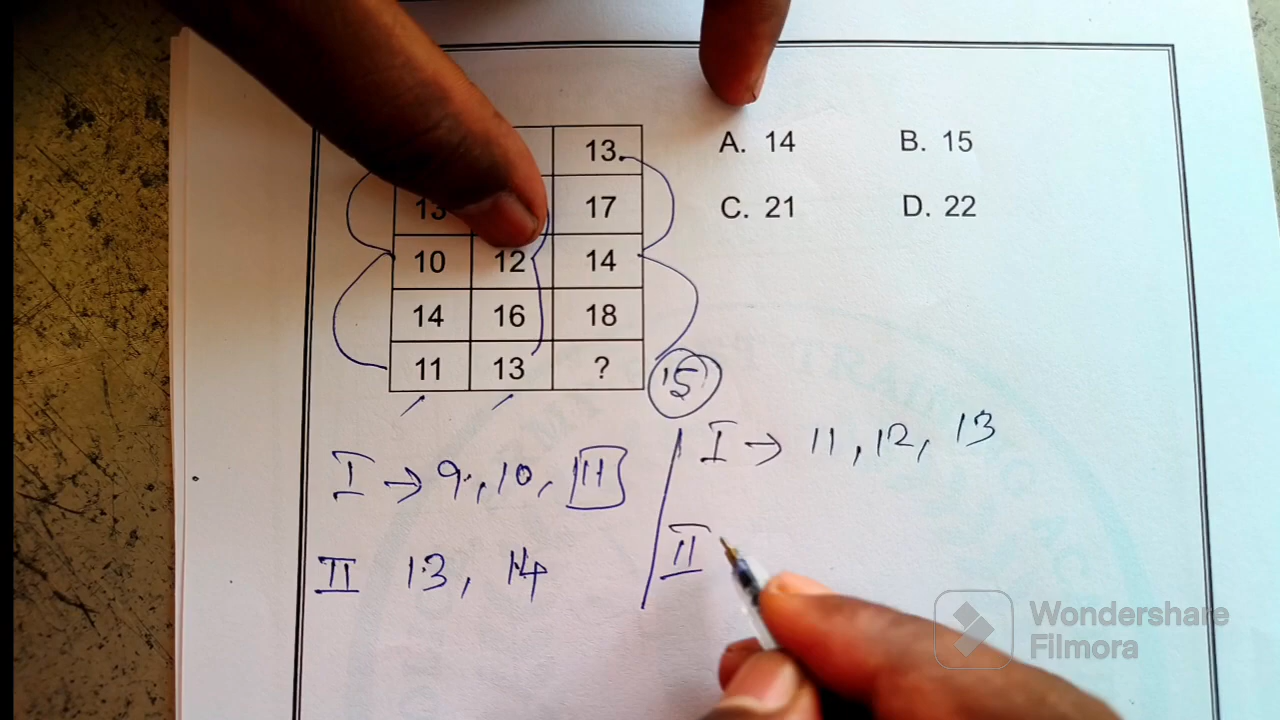 13. A. 14 B. 15
13 17 C. 21 D. 22
10 12 14
14 16 18
11 13 ?
15
I → 9, 10, 11
I → 11, 12, 13
II 13, 14
II
Wondershare
Filmora